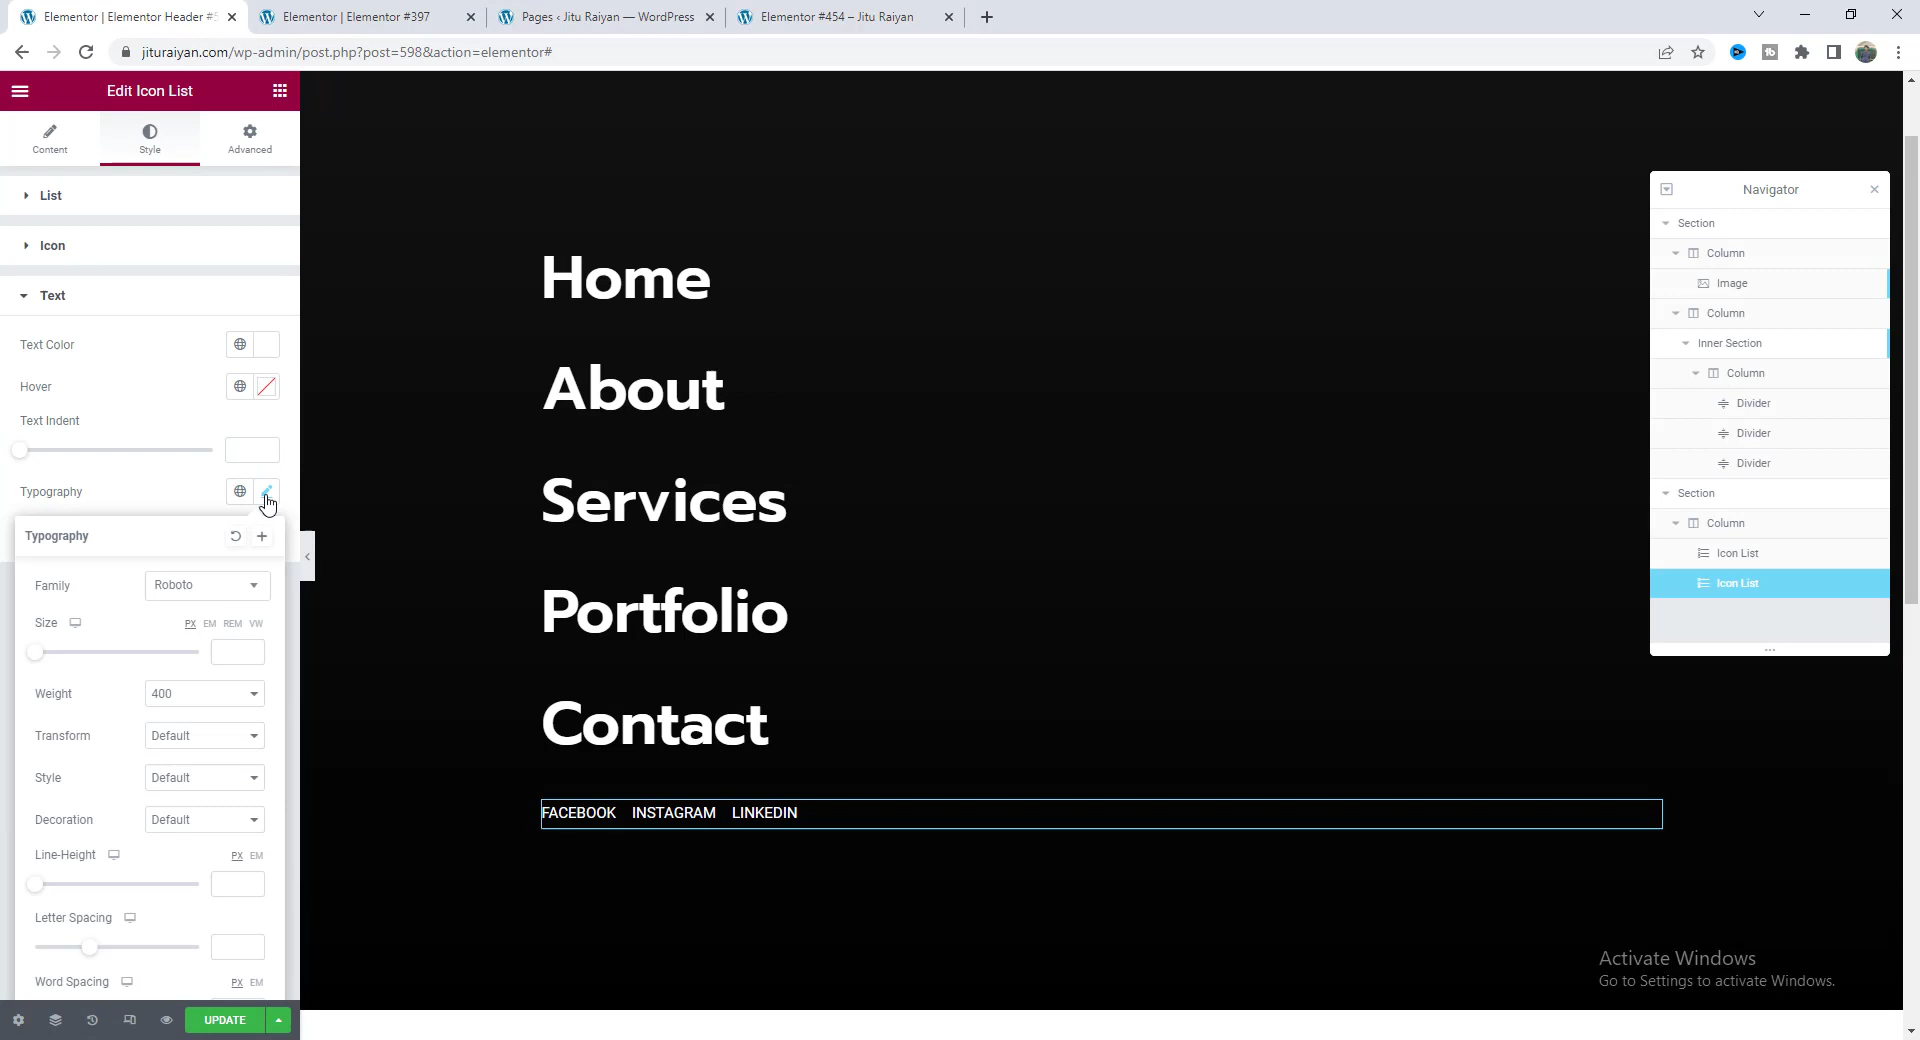 Elementor | Elementor Header #5
Elementor | Elementor #397
Pages ‹ Jitu Raiyan — WordPress
Elementor #454 – Jitu Raiyan
jituraiyan.com/wp-admin/post.php?post=598&action=elementor#
Edit Icon List
Content
Style
Advanced
List
Icon
Text
Text Color
Hover
Text Indent
Typography
Typography
Family
Roboto
Size
PX EM REM VW
Weight
400
Transform
Default
Style
Default
Decoration
Default
Line-Height
PX EM
Letter Spacing
Word Spacing
PX EM
UPDATE
Home
About
Services
Portfolio
Contact
FACEBOOK INSTAGRAM LINKEDIN
Navigator
Section
Column
Image
Column
Inner Section
Column
Divider
Divider
Divider
Section
Column
Icon List
Icon List
Activate Windows
Go to Settings to activate Windows.